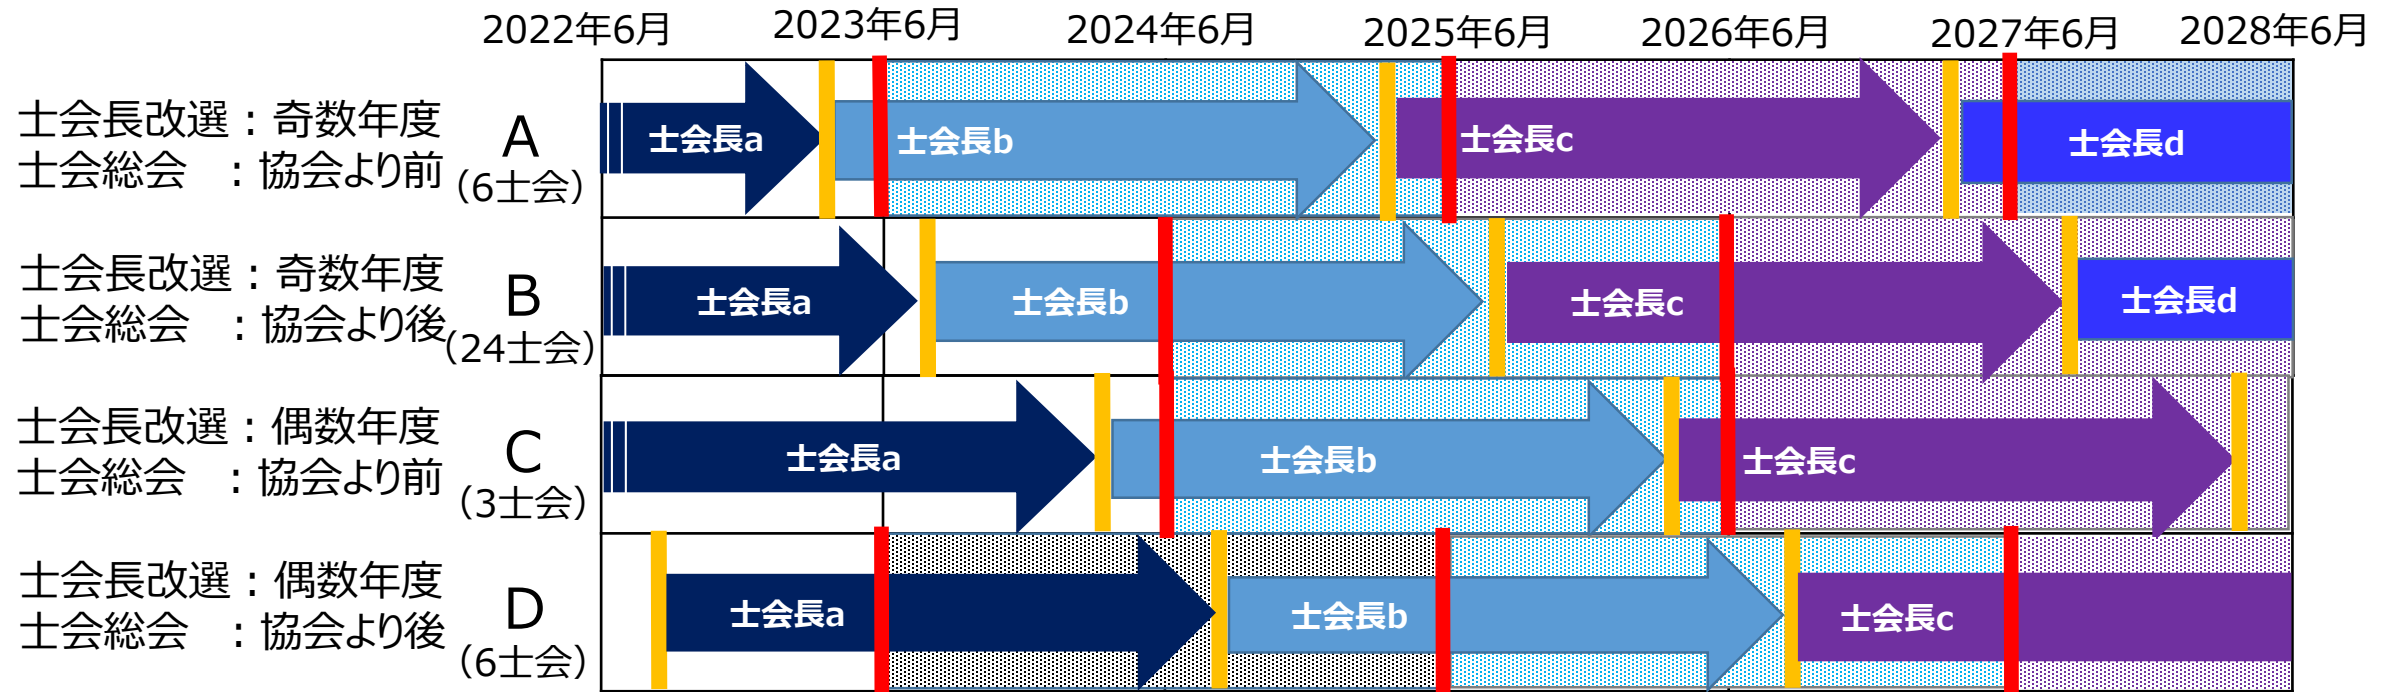 2022年6月
2023年6月
2024年6月
2025年6月
2026年6月
2027年6月
2028年6月
士会長改選：奇数年度
士会総会　：協会より前
A
（6士会）
士会長a
士会長b
士会長c
士会長d
士会長改選：奇数年度
士会総会　：協会より後
B
（24士会）
士会長a
士会長b
士会長c
士会長d
士会長改選：偶数年度
士会総会　：協会より前
C
（3士会）
士会長a
士会長b
士会長c
士会長改選：偶数年度
士会総会　：協会より後
D
（6士会）
士会長a
士会長b
士会長c